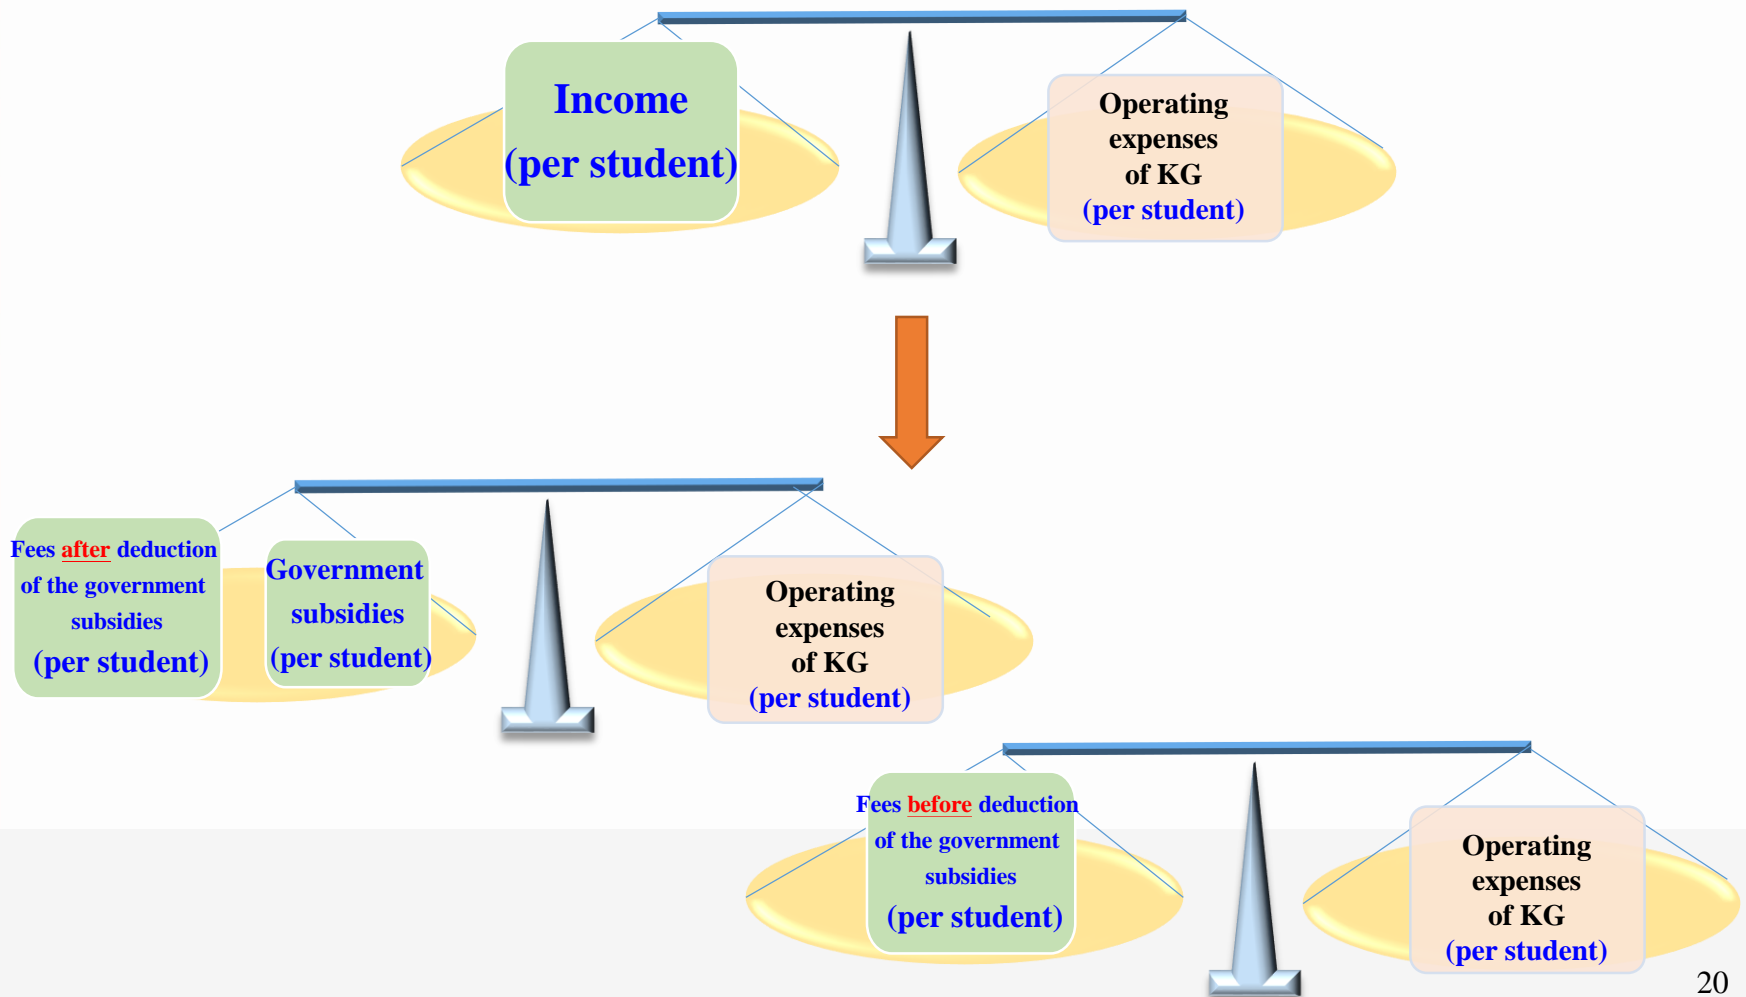 Income
(per student)
Operating
expenses
of KG
(per student)
Fees after deduction
of the government
subsidies
(per student)
Government
subsidies
(per student)
Operating
expenses
of KG
(per student)
Fees before deduction
of the government
subsidies
(per student)
Operating
expenses
of KG
(per student)
20